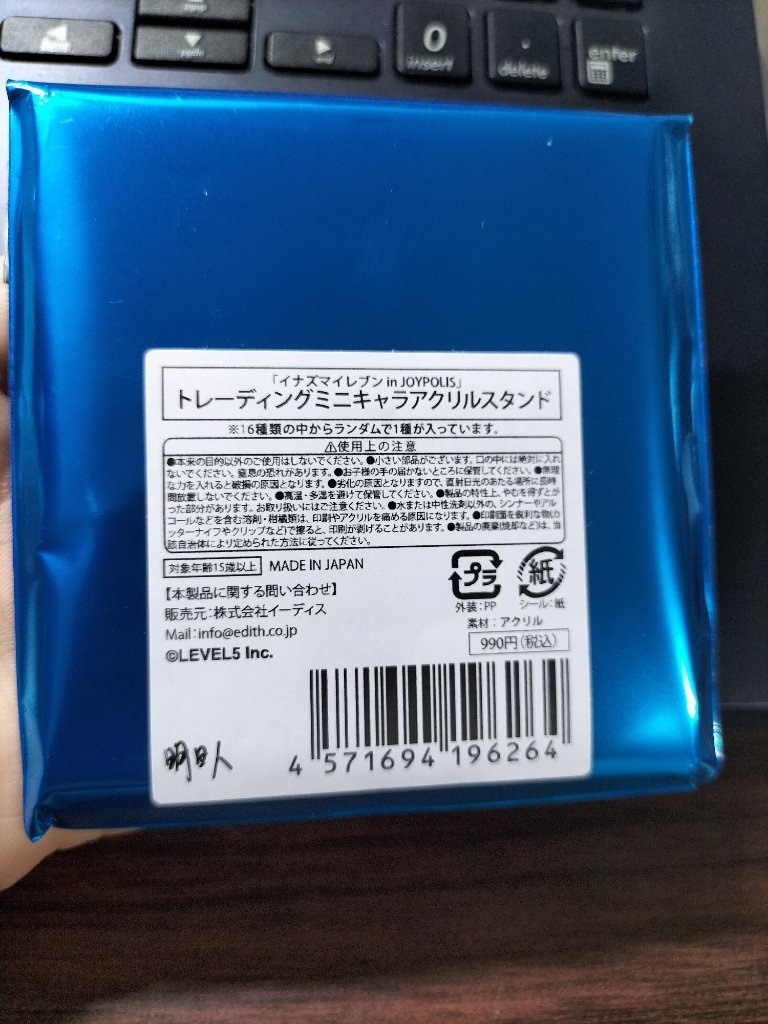 0
insert
.
delete
enter
「イナズマイレブン in JOYPOLIS」
トレーディングミニキャラアクリルスタンド
※16種類の中からランダムで1種が入っています。
⚠使用上の注意
●本来の目的以外のご使用はしないでください。●小さい部品がございます。口の中には絶対に入れ
ないでください。窒息の恐れがあります。●お子様の手の届かないところに保管してください。●無理
な力を入れると破損の原因となります。●劣化の原因となりますので、直射日光のあたる場所に長時
間放置しないでください。●高温・多湿を避けて保管してください。●製品の特性上、やむを得ずとが
った部分があります。お取り扱いにはご注意ください。●水または中性洗剤以外の、シンナーやアル
コールなどを含む溶剤・柑橘類は、印刷やアクリルを痛める原因になります。●印刷面を鋭利な物(カ
ッターナイフやクリップなど)で擦ると、印刷が剥げることがあります。●製品の廃棄(焼却など)は、当
該自治体により定められた方法に従ってください。
対象年齢15歳以上 MADE IN JAPAN
プラ
紙
外装：PP
シール：紙
【本製品に関する問い合わせ】
販売元：株式会社イーディス
素材：アクリル
Mail：info@edith.co.jp
990円（税込）
©LEVEL5 Inc.
明日人
4 571694 196264